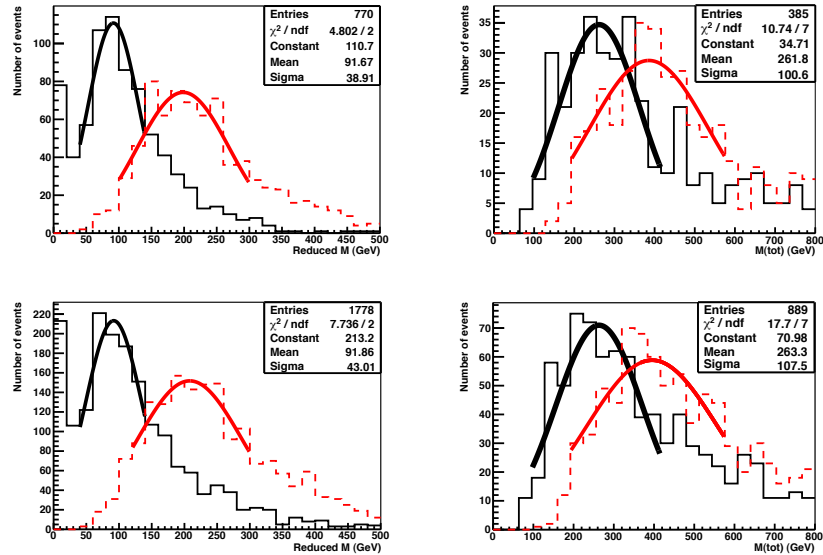 Number of events
Entries 770
χ² / ndf 4.802 / 2
Constant 110.7
Mean 91.67
Sigma 38.91
100
80
60
40
20
0
0 50 100 150 200 250 300 350 400 450 500
Reduced M (GeV)
Number of events
Entries 385
χ² / ndf 10.74 / 7
Constant 34.71
Mean 261.8
Sigma 100.6
35
30
25
20
15
10
5
0
0 100 200 300 400 500 600 700 800
M(tot) (GeV)
Number of events
Entries 1778
χ² / ndf 7.736 / 2
Constant 213.2
Mean 91.86
Sigma 43.01
220
200
180
160
140
120
100
80
60
40
20
0
0 50 100 150 200 250 300 350 400 450 500
Reduced M (GeV)
Number of events
Entries 889
χ² / ndf 17.7 / 7
Constant 70.98
Mean 263.3
Sigma 107.5
70
60
50
40
30
20
10
0
0 100 200 300 400 500 600 700 800
M(tot) (GeV)